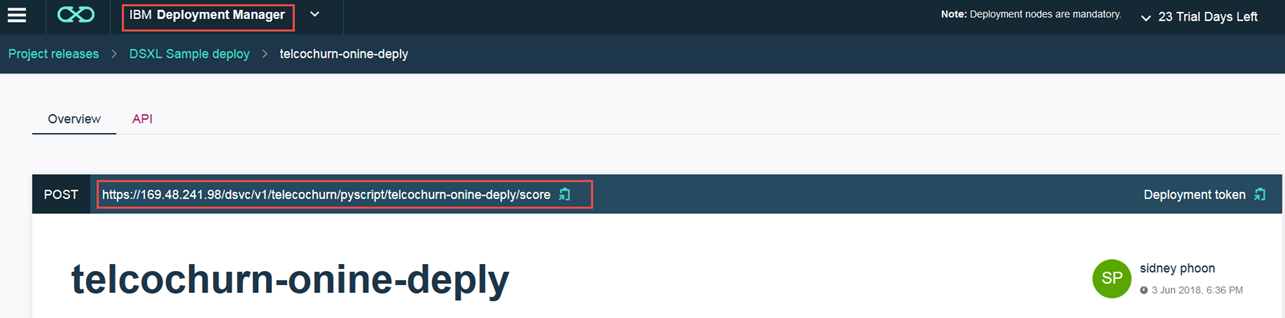 IBM Deployment Manager
Note: Deployment nodes are mandatory.
23 Trial Days Left
Project releases > DSXL Sample deploy > telcochurn-onine-deply
Overview
API
POST
https://169.48.241.98/dsvc/v1/telecochurn/pyscript/telcochurn-onine-deply/score
Deployment token
telcochurn-onine-deply
SP
sidney phoon
3 Jun 2018, 6:36 PM